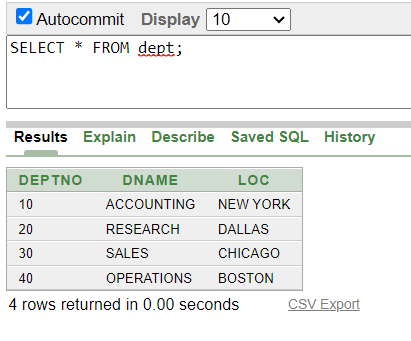 Autocommit Display 10
SELECT * FROM dept;
Results Explain Describe Saved SQL History
DEPTNO DNAME LOC
10 ACCOUNTING NEW YORK
20 RESEARCH DALLAS
30 SALES CHICAGO
40 OPERATIONS BOSTON
4 rows returned in 0.00 seconds CSV Export